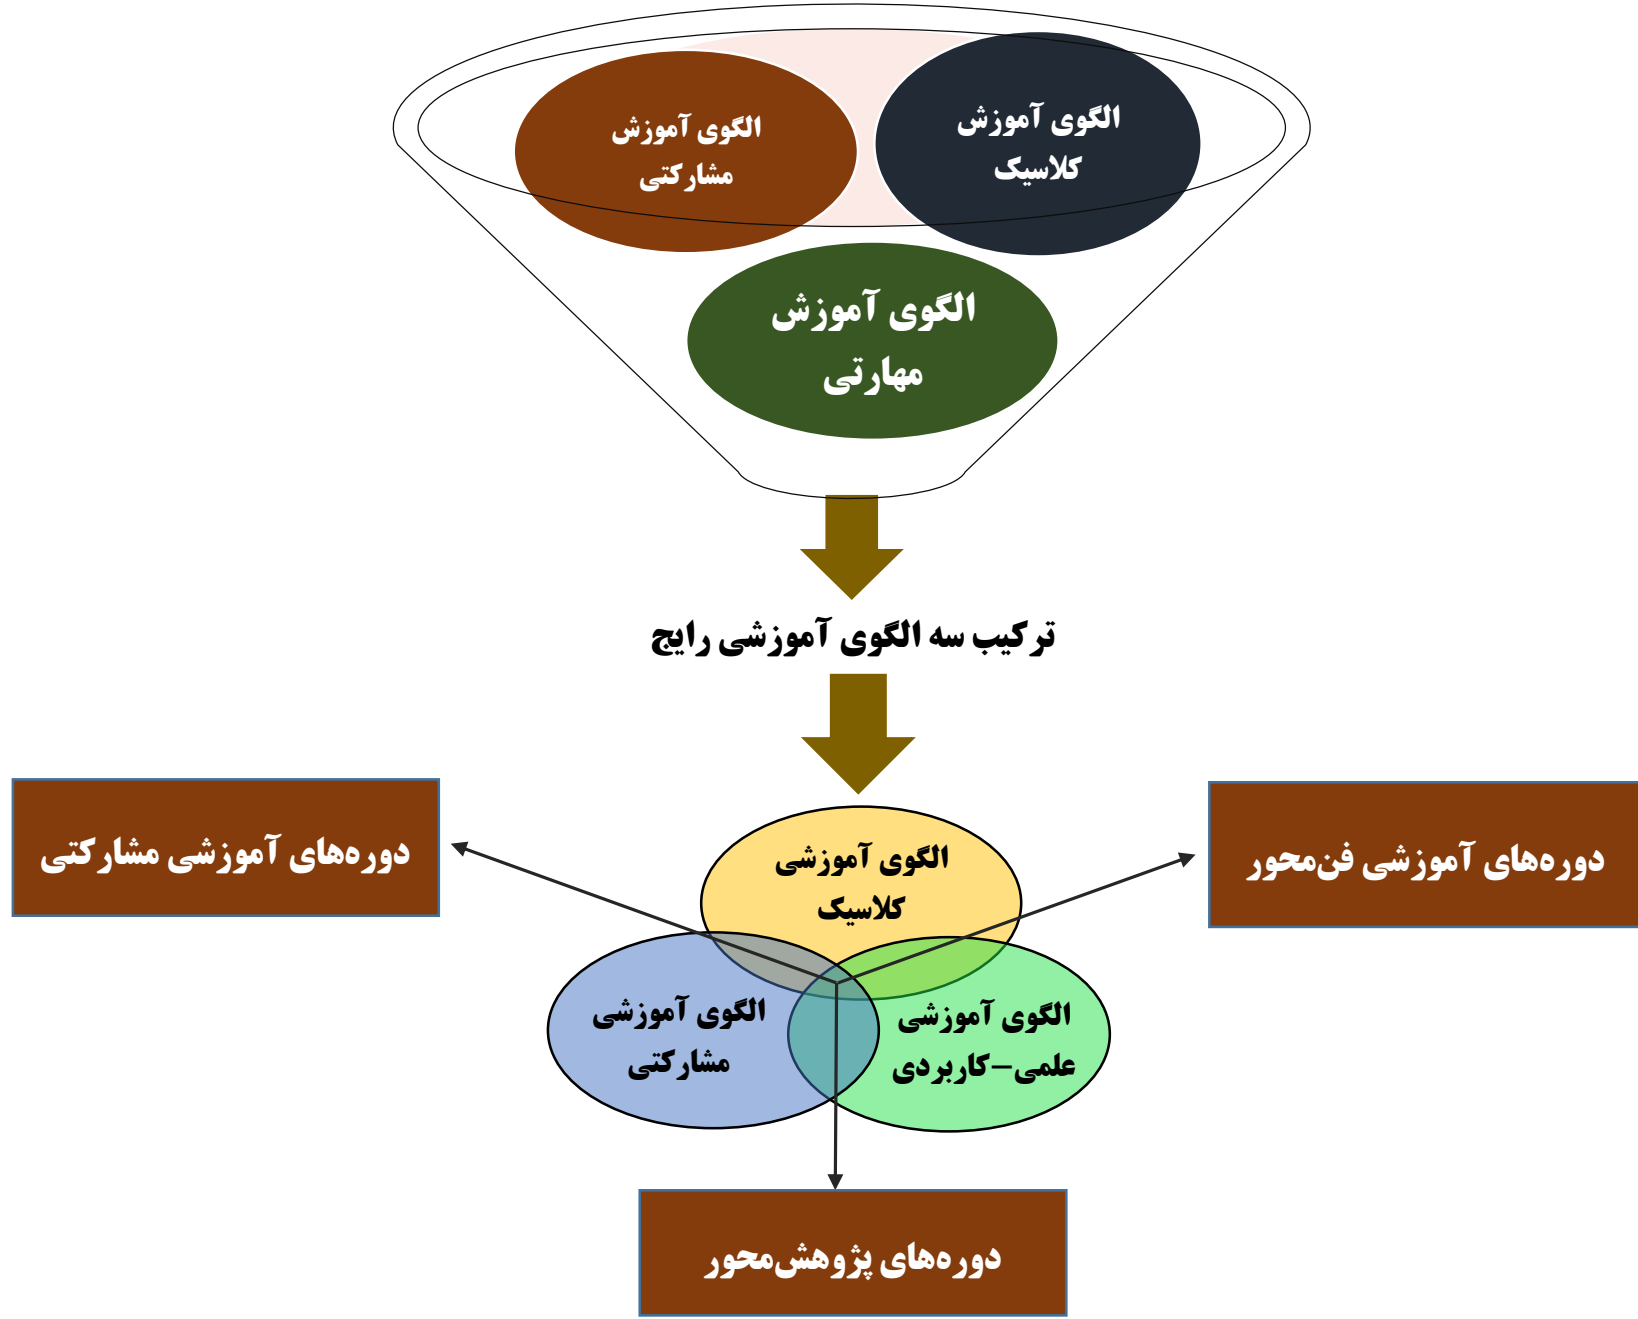 الگوی آموزش
کلاسیک
الگوی آموزش
مشارکتی
الگوی آموزش
مهارتی
ترکیب سه الگوی آموزشی رایج
دوره‌های آموزشی فن‌محور
الگوی آموزشی
کلاسیک
دوره‌های آموزشی مشارکتی
الگوی آموزشی
علمی-کاربردی
الگوی آموزشی
مشارکتی
دوره‌های پژوهش‌محور